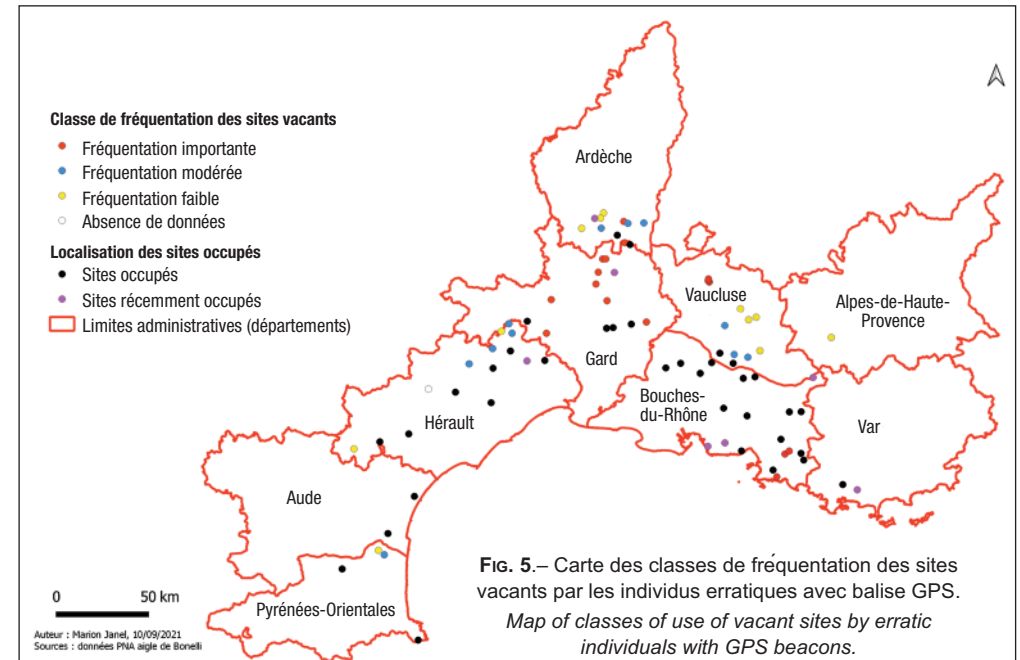 Classe de fréquentation des sites vacants
Fréquentation importante
Fréquentation modérée
Fréquentation faible
Absence de données
Localisation des sites occupés
Sites occupés
Sites récemment occupés
Limites administratives (départements)
Ardèche
Vaucluse
Alpes-de-Haute-
Provence
Gard
Bouches-
du-Rhône
Var
Hérault
Aude
Pyrénées-Orientales
0 50 km
Auteur : Marion Janel, 10/09/2021
Sources : données PNA aigle de Bonelli
FIG. 5.– Carte des classes de fréquentation des sites
vacants par les individus erratiques avec balise GPS.
Map of classes of use of vacant sites by erratic
individuals with GPS beacons.